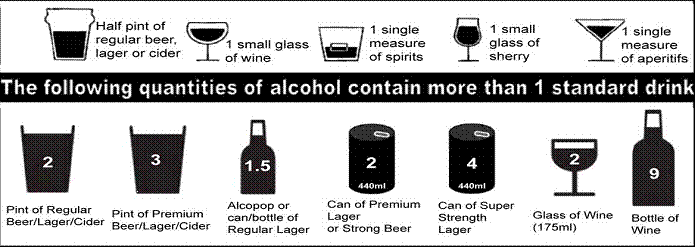 Half pint of
regular beer,
lager or cider
1 small glass
of wine
1 single
measure
of spirits
1 small
glass of
sherry
1 single
measure
of aperitifs
The following quantities of alcohol contain more than 1 standard drink
2
3
1.5
2
440ml
4
440ml
2
9
Pint of Regular
Beer/Lager/Cider
Pint of Premium
Beer/Lager/Cider
Alcopop or
can/bottle of
Regular Lager
Can of Premium
Lager
or Strong Beer
Can of Super
Strength
Lager
Glass of Wine
(175ml)
Bottle of
Wine